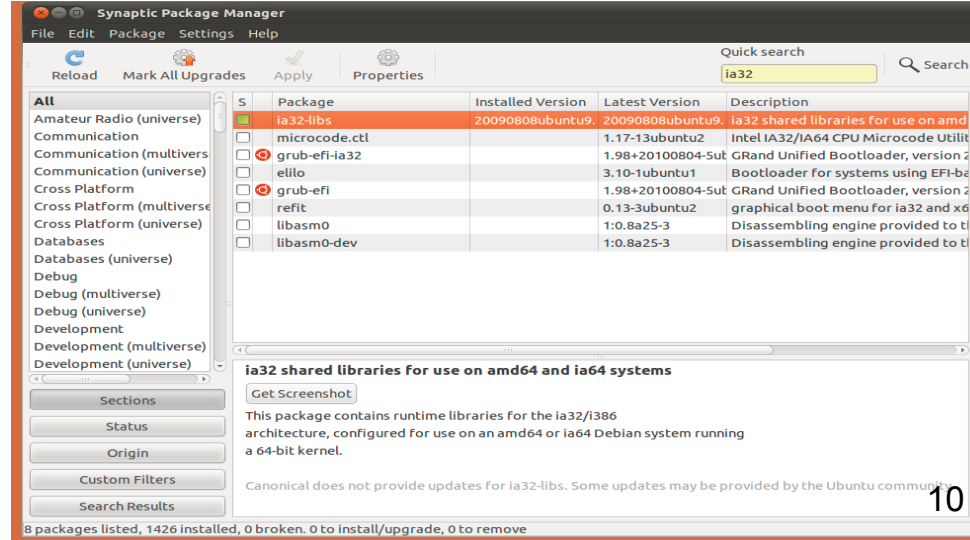 Synaptic Package Manager
File Edit Package Settings Help
Reload Mark All Upgrades Apply Properties
Quick search
ia32
Search
All
Amateur Radio (universe)
Communication
Communication (multivers
Communication (universe)
Cross Platform
Cross Platform (multiverse
Cross Platform (universe)
Databases
Databases (universe)
Debug
Debug (multiverse)
Debug (universe)
Development
Development (multiverse)
Development (universe)
Sections
Status
Origin
Custom Filters
Search Results
S Package Installed Version Latest Version Description
ia32-libs 20090808ubuntu9. 20090808ubuntu9. ia32 shared libraries for use on amd
microcode.ctl 1.17-13ubuntu2 Intel IA32/IA64 CPU Microcode Utilit
grub-efi-ia32 1.98+20100804-5ub GRand Unified Bootloader, version 2
elilo 3.10-1ubuntu1 Bootloader for systems using EFI-ba
grub-efi 1.98+20100804-5ub GRand Unified Bootloader, version 2
refit 0.13-3ubuntu2 graphical boot menu for ia32 and x6
libasm0 1:0.8a25-3 Disassembling engine provided to tl
libasm0-dev 1:0.8a25-3 Disassembling engine provided to tl
ia32 shared libraries for use on amd64 and ia64 systems
Get Screenshot
This package contains runtime libraries for the ia32/i386
architecture, configured for use on an amd64 or ia64 Debian system running
a 64-bit kernel.
Canonical does not provide updates for ia32-libs. Some updates may be provided by the Ubuntu community.
10
8 packages listed, 1426 installed, 0 broken. 0 to install/upgrade, 0 to remove